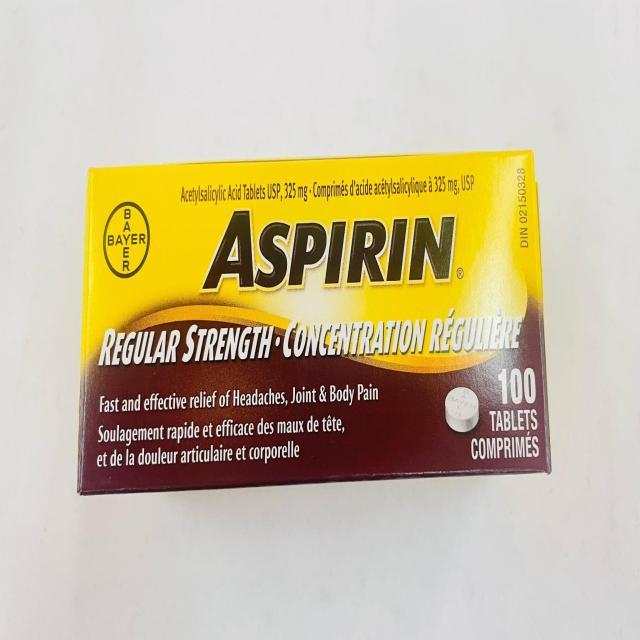 Acetylsalicylic Acid Tablets USP, 325 mg · Comprimés d'acide acétylsalicylique à 325 mg, USP
DIN 02150328
BAYER
BAYER
ASPIRIN®
REGULAR STRENGTH · CONCENTRATION RÉGULIÈRE
Fast and effective relief of Headaches, Joint & Body Pain
Soulagement rapide et efficace des maux de tête,
et de la douleur articulaire et corporelle
BAYER
100
TABLETS
COMPRIMÉS